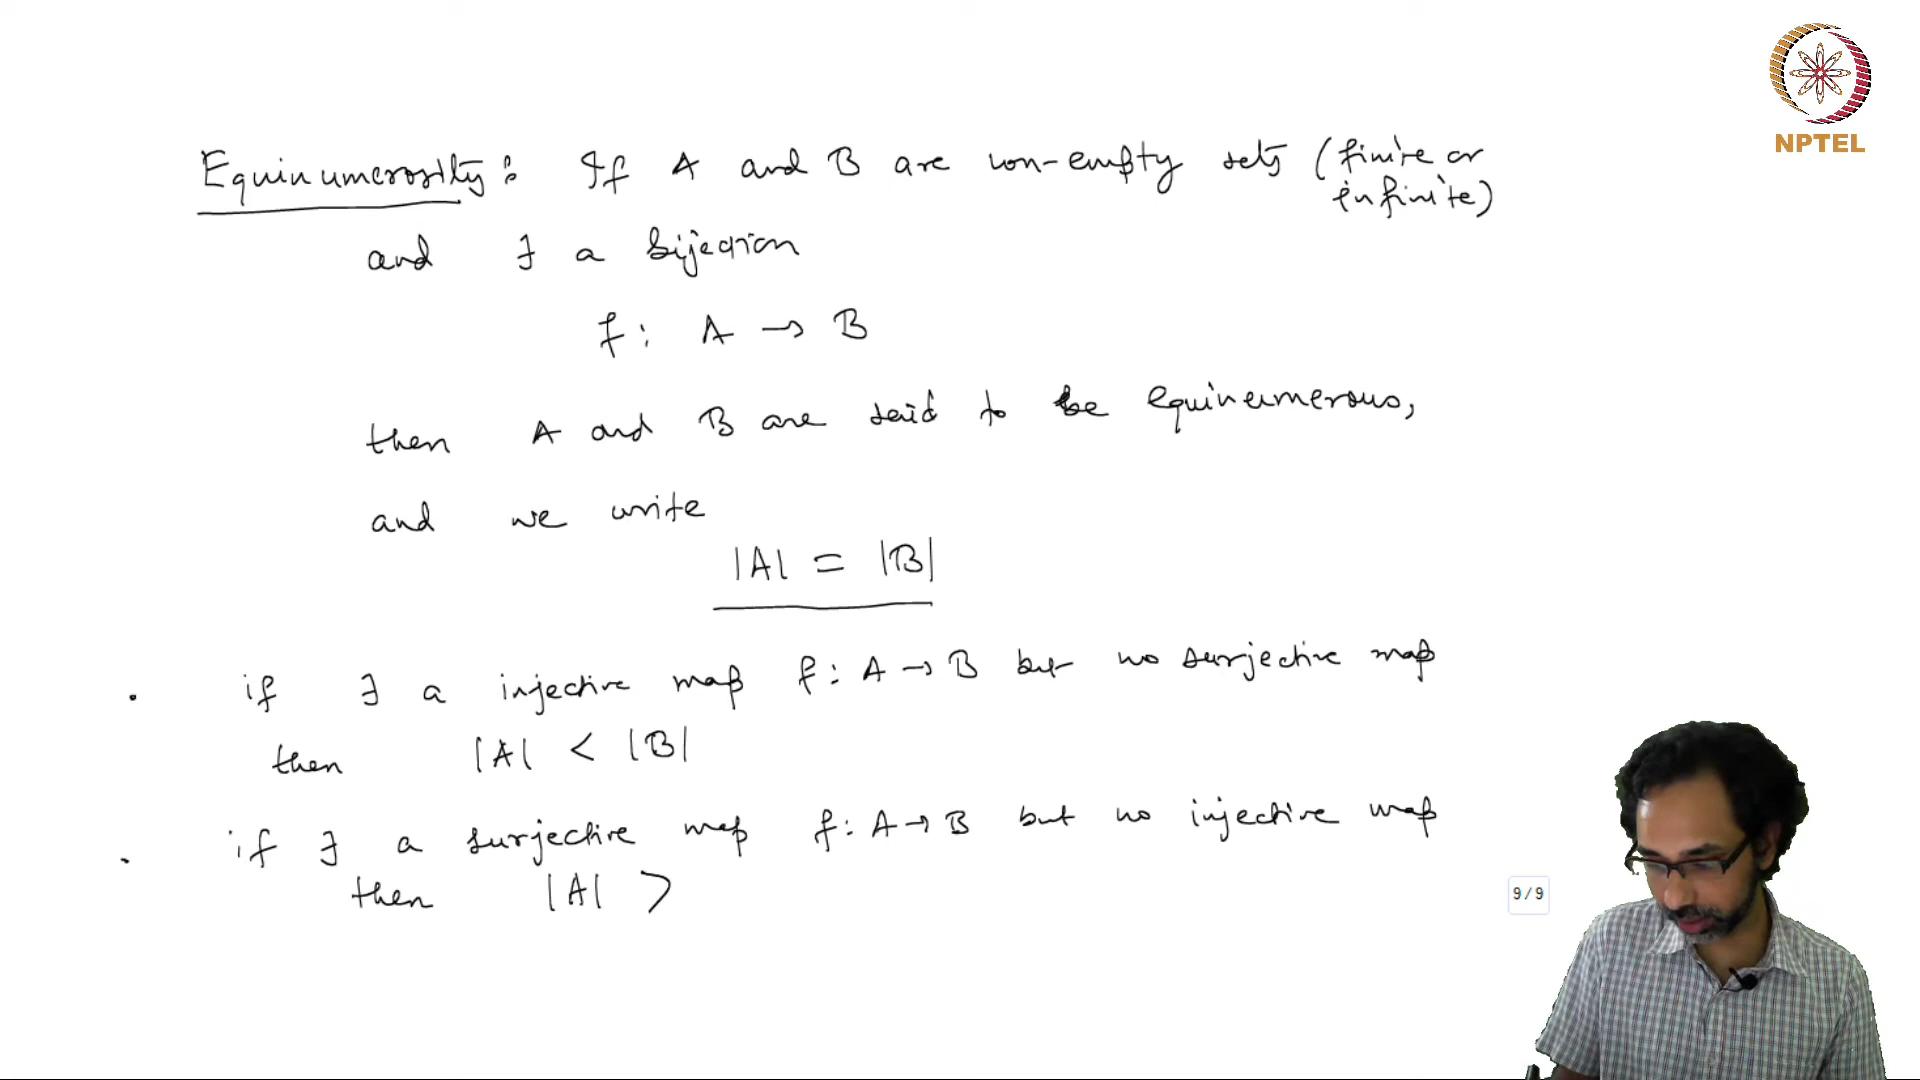 NPTEL
Equinumerosity: If A and B are non-empty sets (finite or
infinite)
and ∃ a bijection
f: A → B
then A and B are said to be equinumerous,
and we write
|A| = |B|
. if ∃ a injective map f: A → B but no surjective map
then |A| < |B|
. if ∃ a surjective map f: A → B but no injective map
then |A| >
9/9